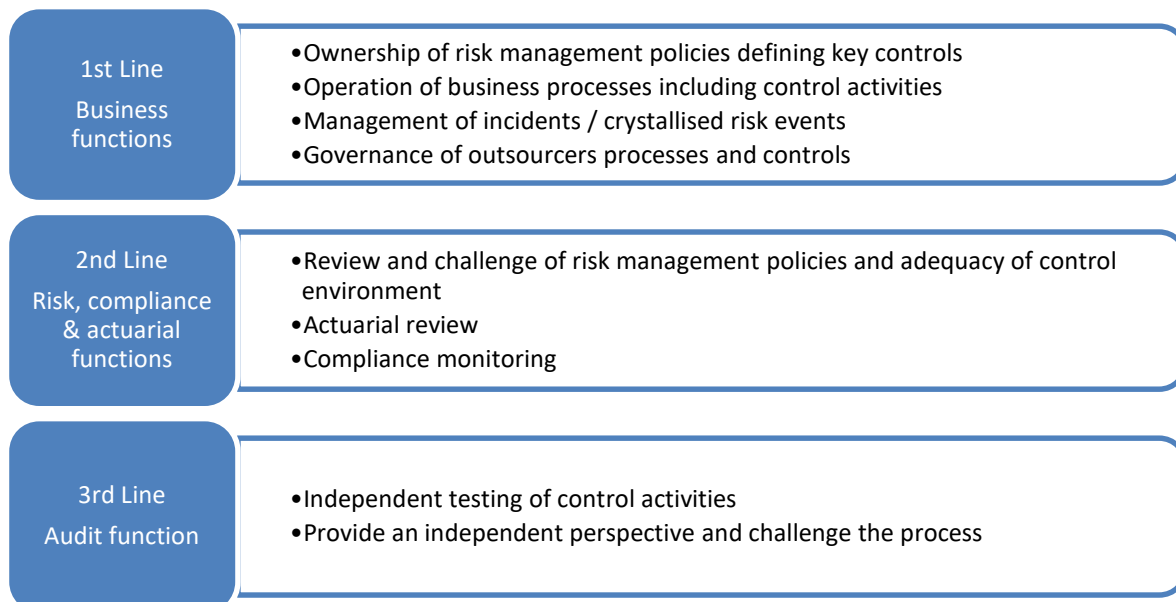 1st Line
Business
functions
•Ownership of risk management policies defining key controls
•Operation of business processes including control activities
•Management of incidents / crystallised risk events
•Governance of outsourcers processes and controls
2nd Line
Risk, compliance
& actuarial
functions
•Review and challenge of risk management policies and adequacy of control
environment
•Actuarial review
•Compliance monitoring
3rd Line
Audit function
•Independent testing of control activities
•Provide an independent perspective and challenge the process